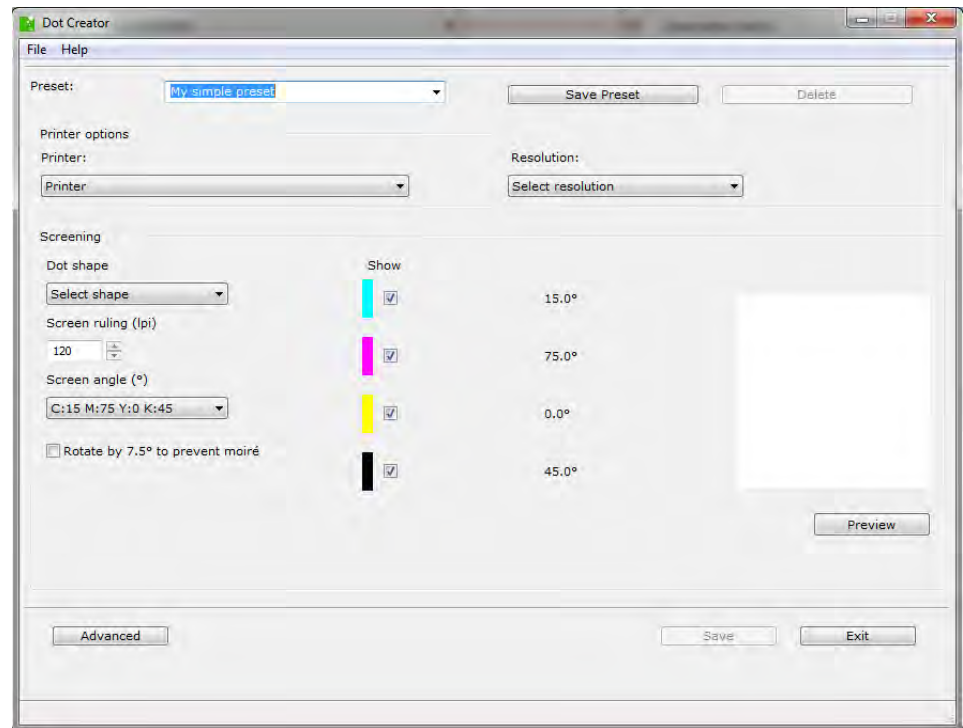 Dot Creator
File Help
Preset: My simple preset Save Preset Delete
Printer options
Printer: Resolution:
Printer Select resolution
Screening
Dot shape Show
Select shape 15.0°
Screen ruling (lpi)
120 75.0°
Screen angle (°)
C:15 M:75 Y:0 K:45 0.0°
Rotate by 7.5° to prevent moiré
45.0°
Preview
Advanced Save Exit